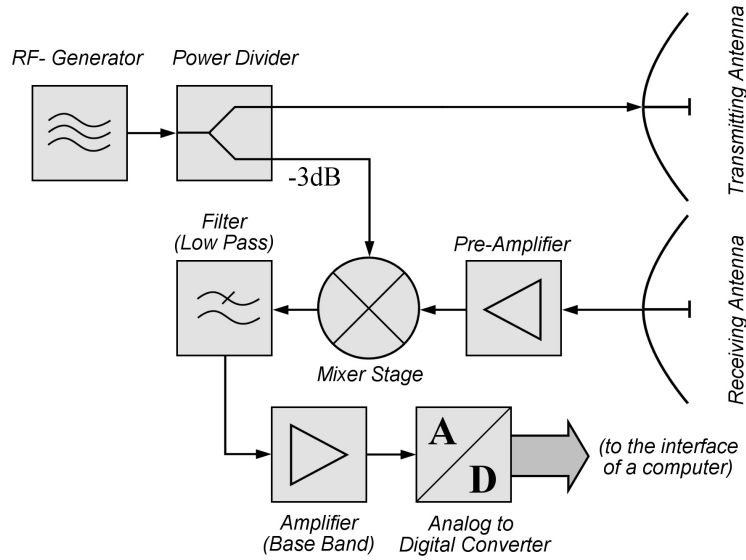 RF- Generator
Power Divider
Transmitting Antenna
-3dB
Filter
(Low Pass)
Pre-Amplifier
Receiving Antenna
Mixer Stage
A
D
(to the interface
of a computer)
Amplifier
(Base Band)
Analog to
Digital Converter